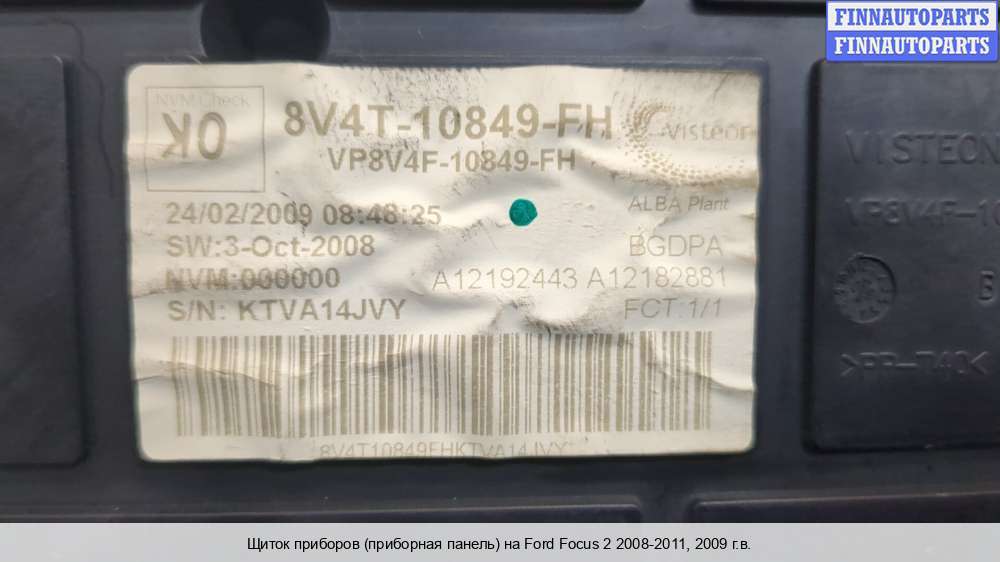 FINNAUTOPARTS
FINNAUTOPARTS
NVM Check
OK
8V4T-10849-FH
VP8V4F-10849-FH
Visteon
24/02/2009 08:48:25
ALBA Plant
SW:3-Oct-2008
BGDPA
NVM:000000
A12192443 A12182881
S/N: KTVA14JVY
FCT:1/1
8V4T10849FHKTVA14JVY
VISTEON
VP8V4F-10
B
>PP-T40<
Щиток приборов (приборная панель) на Ford Focus 2 2008-2011, 2009 г.в.